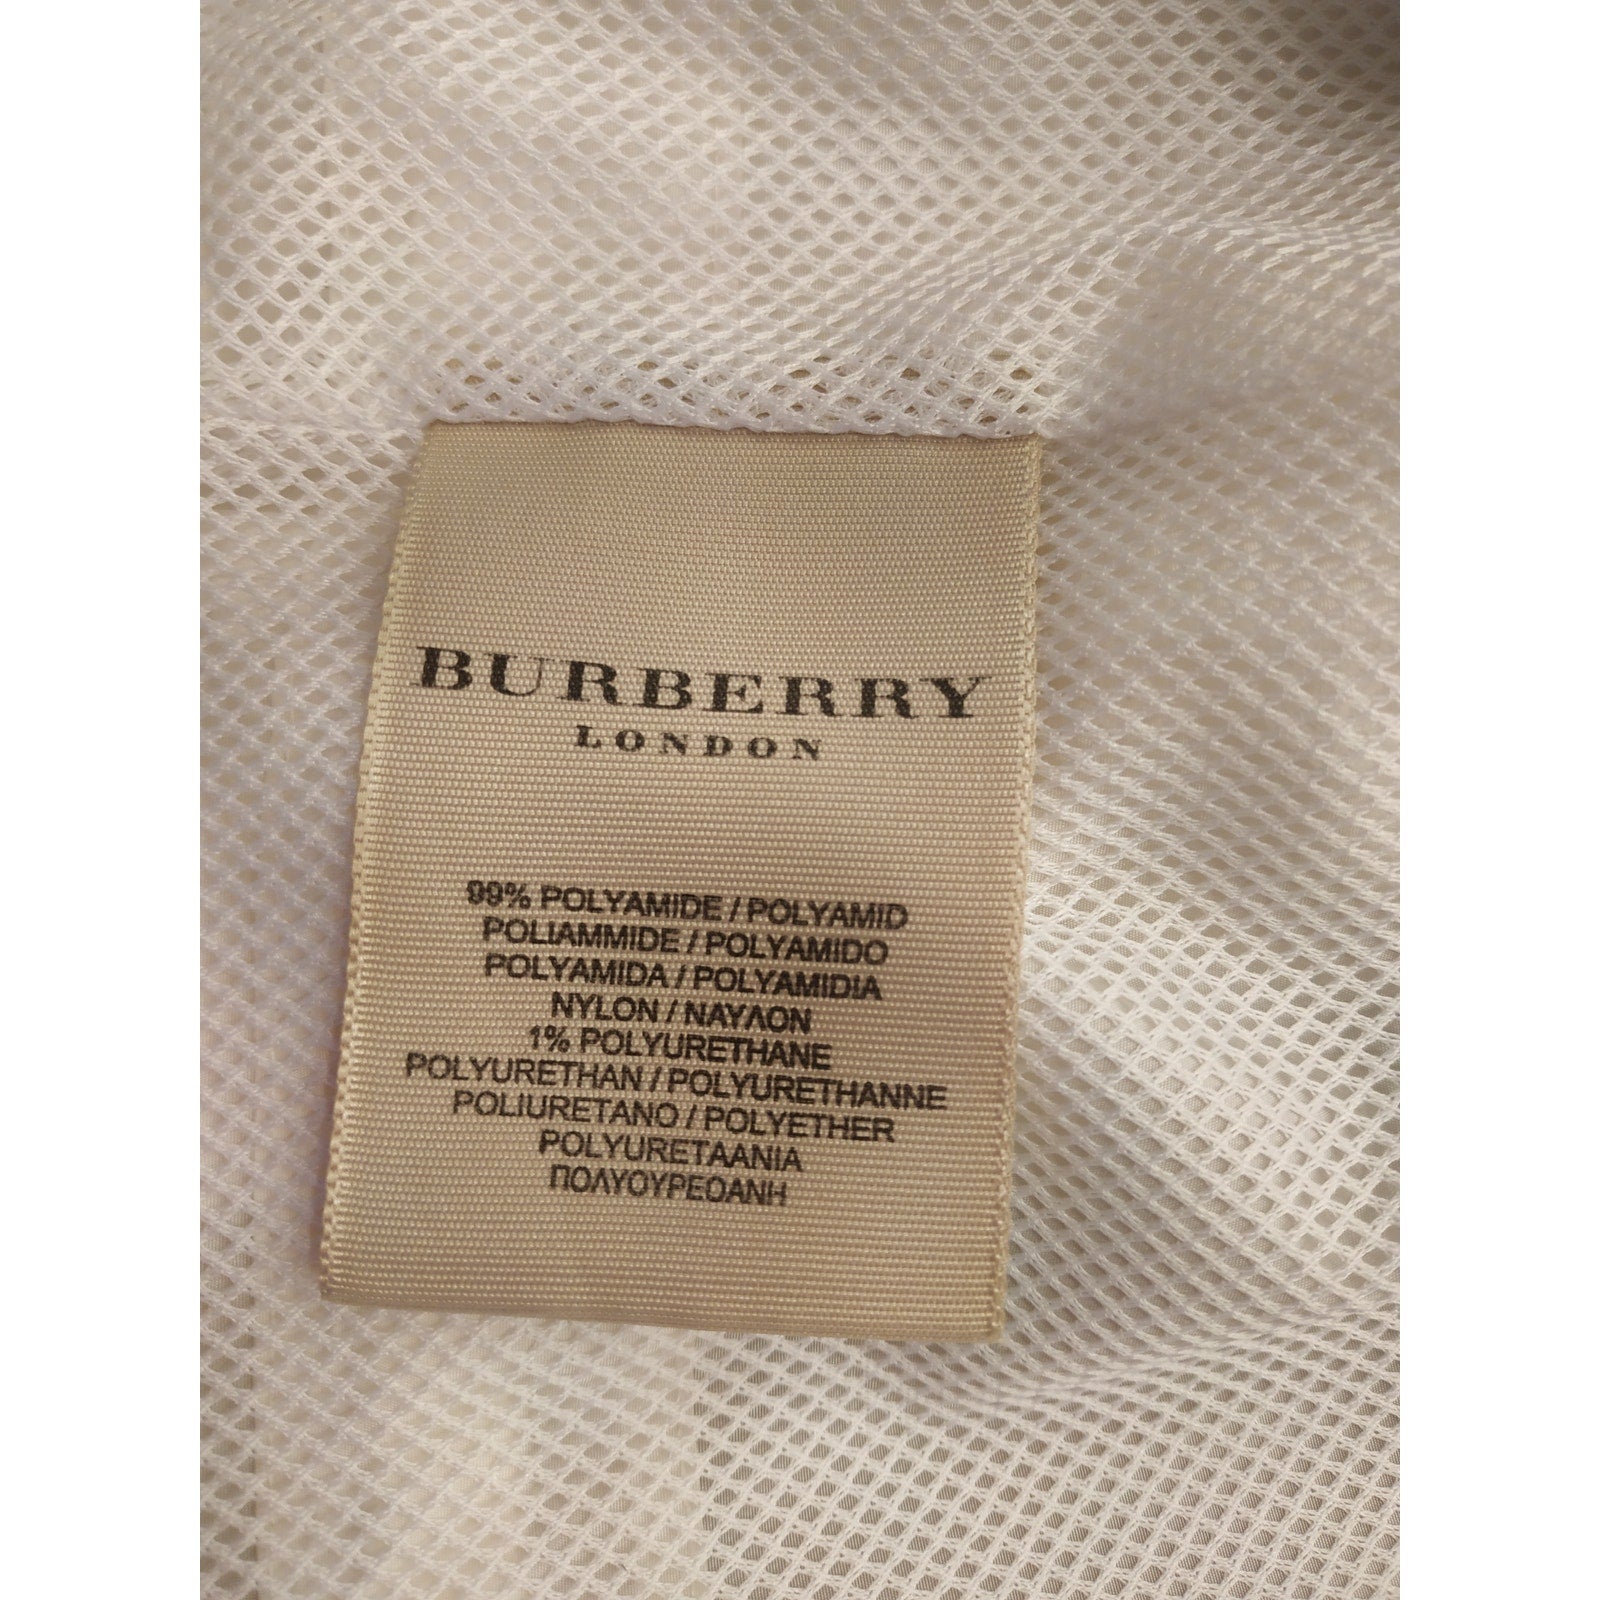 BURBERRY
LONDON
99% POLYAMIDE / POLYAMID
POLIAMMIDE / POLYAMIDO
POLYAMIDA / POLYAMIDIA
NYLON / ΝΑΥΛΟΝ
1% POLYURETHANE
POLYURETHAN / POLYURETHANNE
POLIURETANO / POLYETHER
POLYURETAANIA
ΠΟΛΥΟΥΡΕΘΑΝΗ